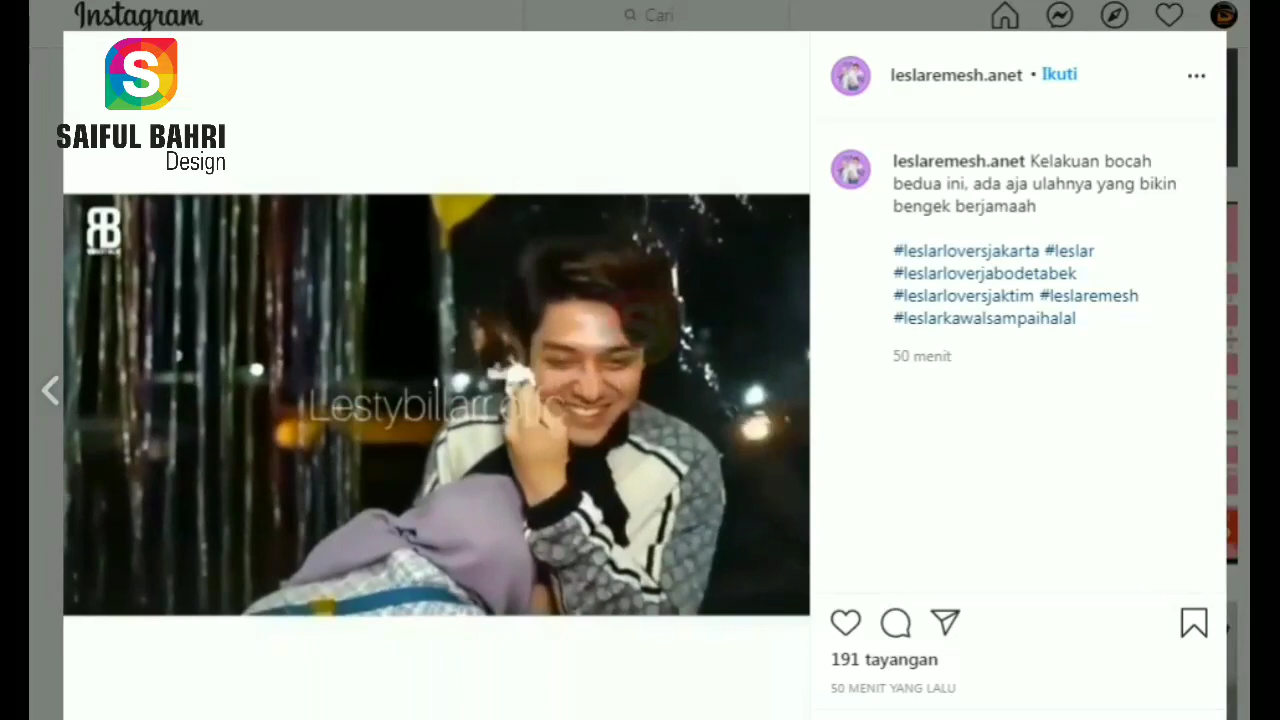 Instagram
Cari
SAIFUL BAHRI
Design
leslaremesh.anet • Ikuti
leslaremesh.anet Kelakuan bocah
bedua ini, ada aja ulahnya yang bikin
bengek berjamaah
#leslarloversjakarta #leslar
#leslarloverjabodetabek
#leslarloversjaktim #leslaremesh
#leslarkawalsampaihalal
50 menit
191 tayangan
50 MENIT YANG LALU